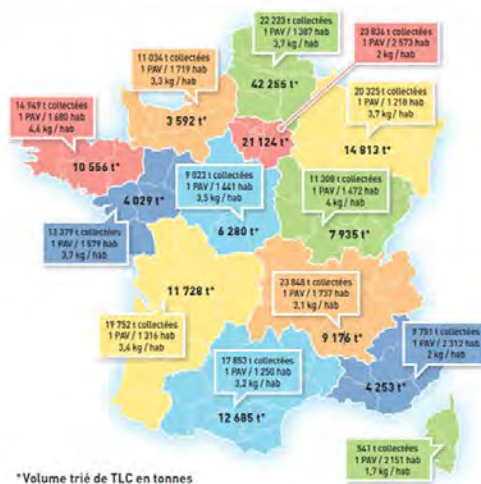 22 223 t collectées
1 PAV / 1 387 hab
3,7 kg / hab
42 255 t*
23 836 t collectées
1 PAV / 2 573 hab
2 kg / hab
21 124 t*
11 034 t collectées
1 PAV / 1 719 hab
3,3 kg / hab
3 592 t*
20 325 t collectées
1 PAV / 1 218 hab
3,7 kg / hab
14 813 t*
14 949 t collectées
1 PAV / 1 680 hab
4,6 kg / hab
10 556 t*
9 023 t collectées
1 PAV / 1 441 hab
3,5 kg / hab
6 280 t*
11 308 t collectées
1 PAV / 1 472 hab
4 kg / hab
7 935 t*
4 029 t*
13 379 t collectées
1 PAV / 1 579 hab
3,7 kg / hab
11 728 t*
19 752 t collectées
1 PAV / 1 316 hab
3,4 kg / hab
23 848 t collectées
1 PAV / 1 737 hab
3,1 kg / hab
9 176 t*
t collectées
1 PAV / 2 312 hab
2 kg / hab
4 253 t*
17 853 t collectées
1 PAV / 1 250 hab
3,2 kg / hab
12 685 t*
541 t collectées
1 PAV / 2 151 hab
1,7 kg / hab
*Volume trié de TLC en tonnes